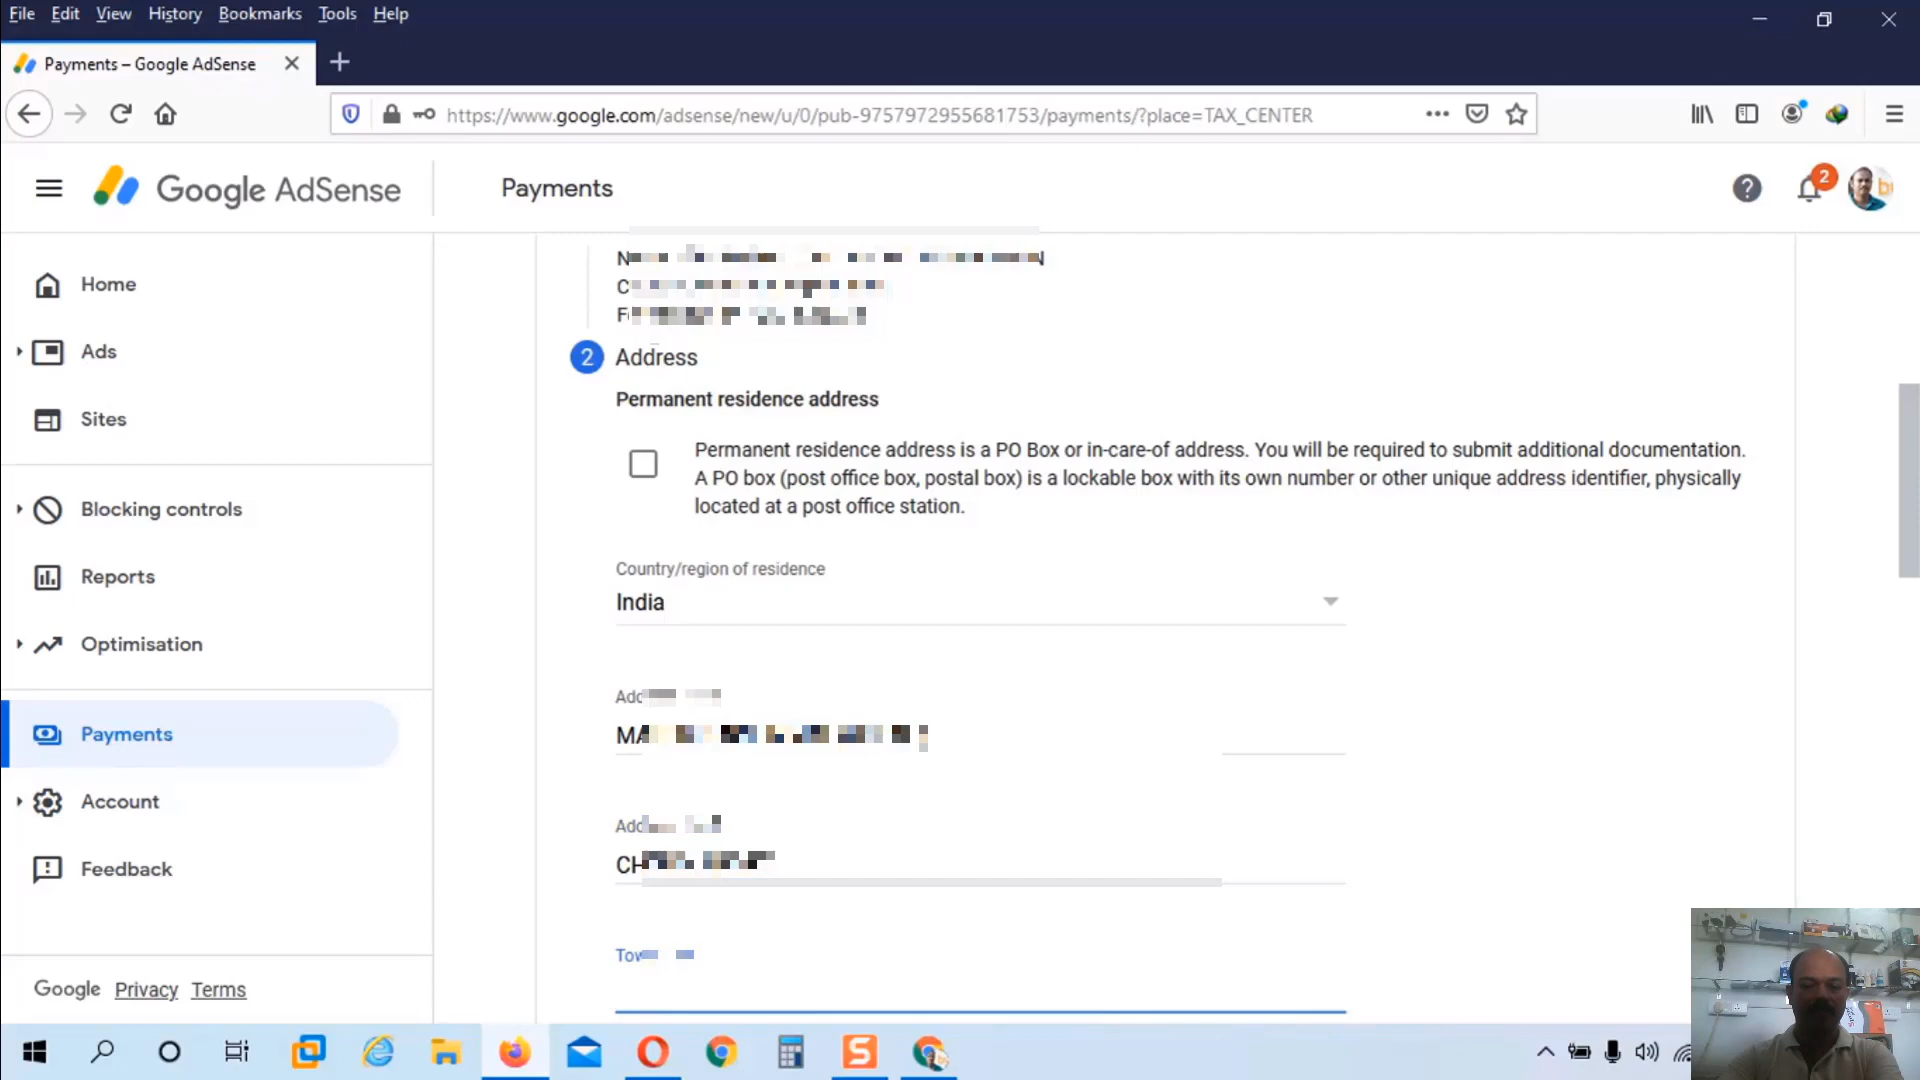 File Edit View History Bookmarks Tools Help
Payments – Google AdSense
https://www.google.com/adsense/new/u/0/pub-9757972955681753/payments/?place=TAX_CENTER
Google AdSense
Payments
2
Home
Ads
Sites
Blocking controls
Reports
Optimisation
Payments
Account
Feedback
Google Privacy Terms
2 Address
Permanent residence address
Permanent residence address is a PO Box or in-care-of address. You will be required to submit additional documentation.
A PO box (post office box, postal box) is a lockable box with its own number or other unique address identifier, physically
located at a post office station.
Country/region of residence
India